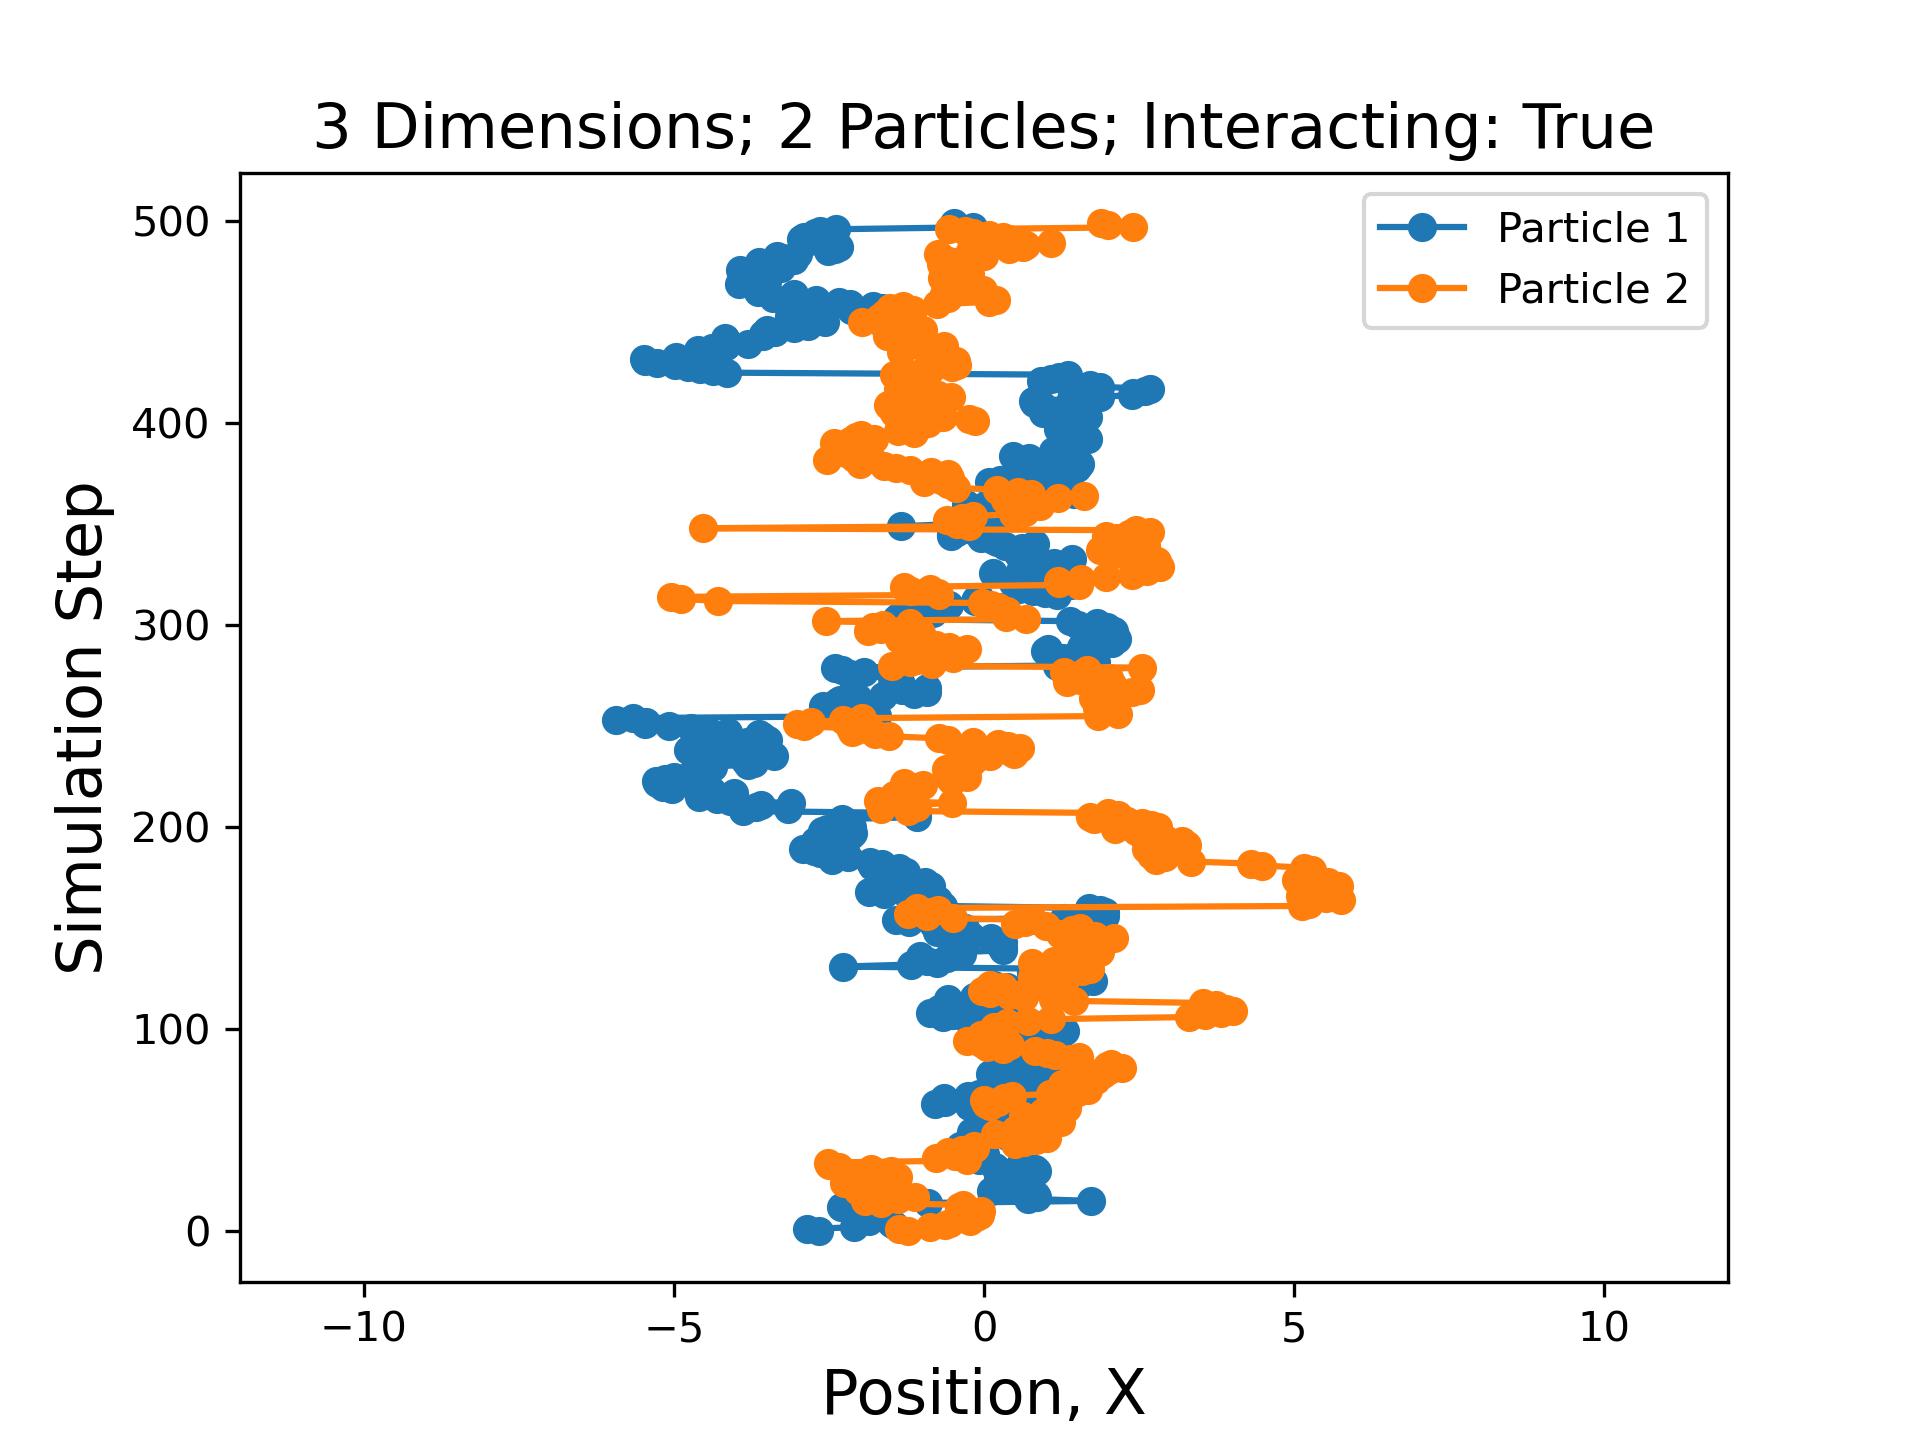 3 Dimensions; 2 Particles; Interacting: True
Particle 1
Particle 2
Simulation Step
500
400
300
200
100
0
−10
−5
0
5
10
Position, X